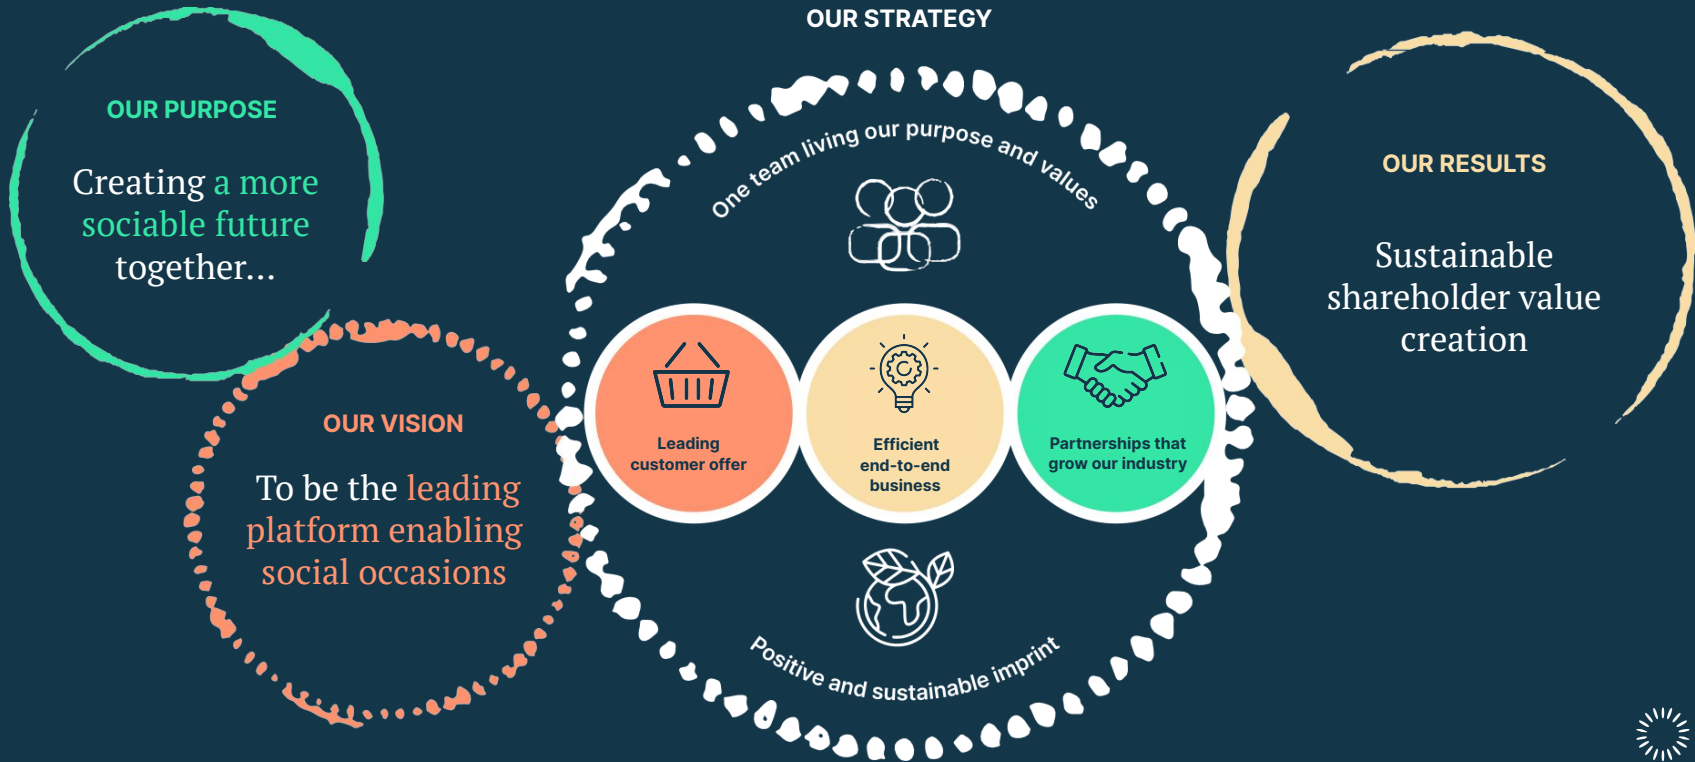 OUR PURPOSE
Creating a more
sociable future
together...
OUR VISION
To be the leading
platform enabling
social occasions
OUR STRATEGY
One team living our purpose and values
Leading
customer offer
Efficient
end-to-end
business
Partnerships that
grow our industry
Positive and sustainable imprint
OUR RESULTS
Sustainable
shareholder value
creation